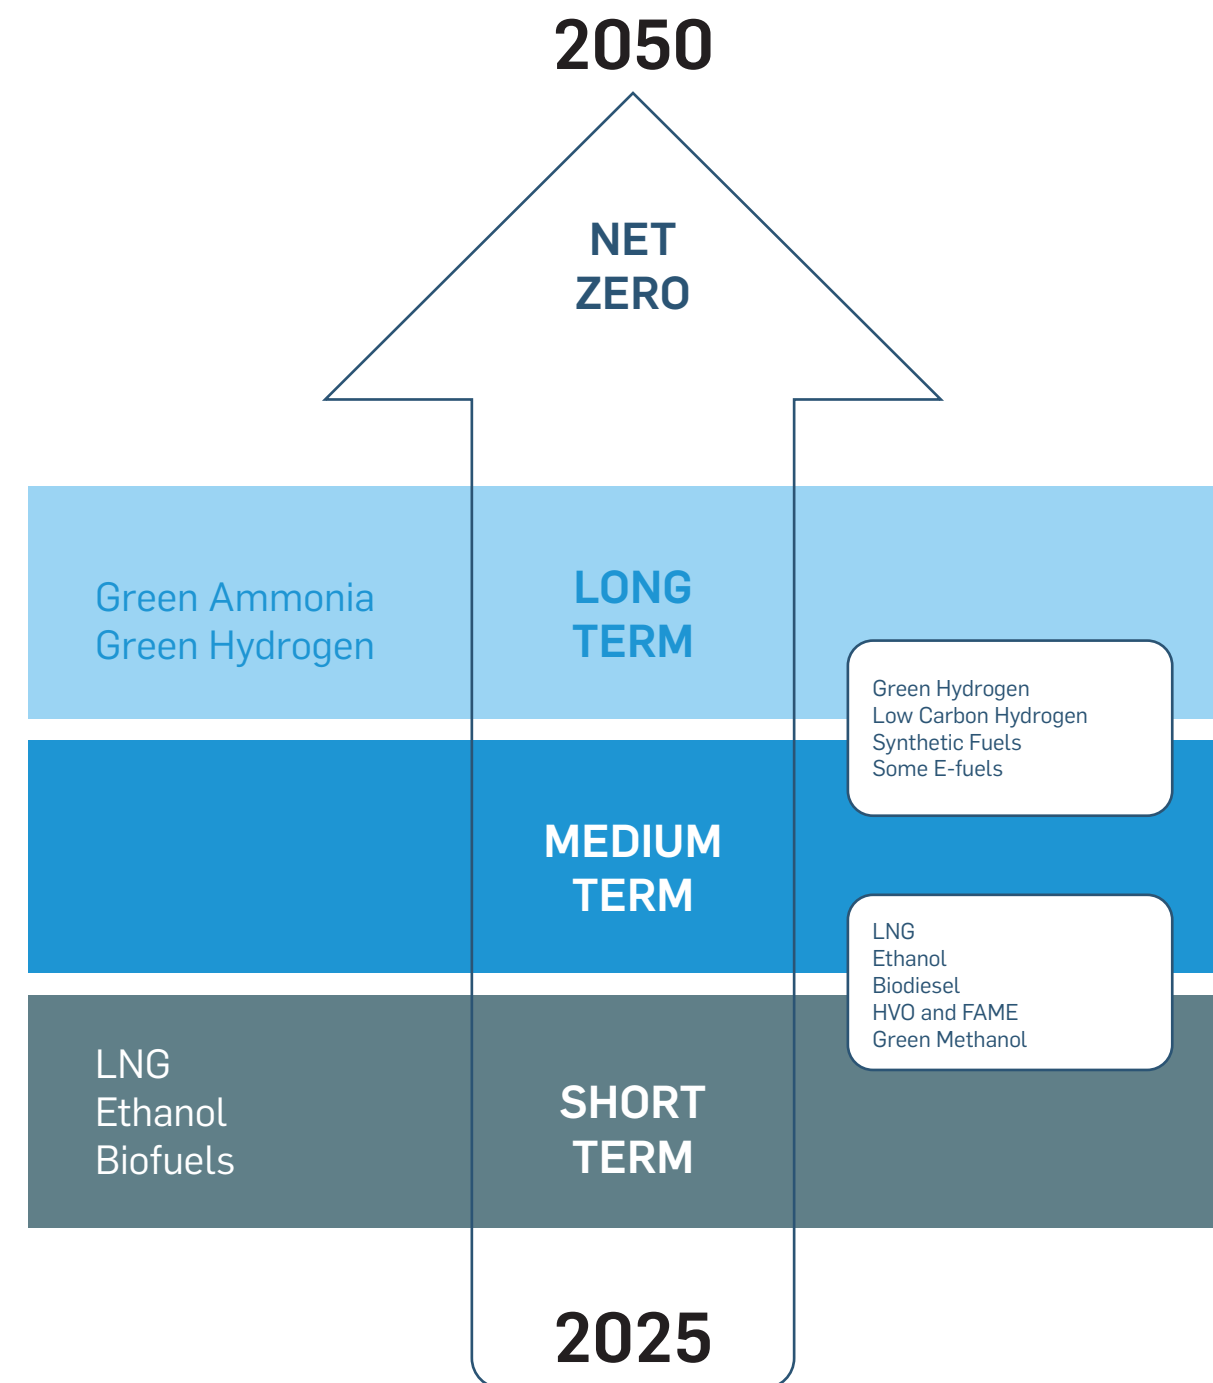 2050
NET
ZERO
Green Ammonia
Green Hydrogen
LONG
TERM
Green Hydrogen
Low Carbon Hydrogen
Synthetic Fuels
Some E-fuels
MEDIUM
TERM
LNG
Ethanol
Biodiesel
HVO and FAME
Green Methanol
LNG
Ethanol
Biofuels
SHORT
TERM
2025